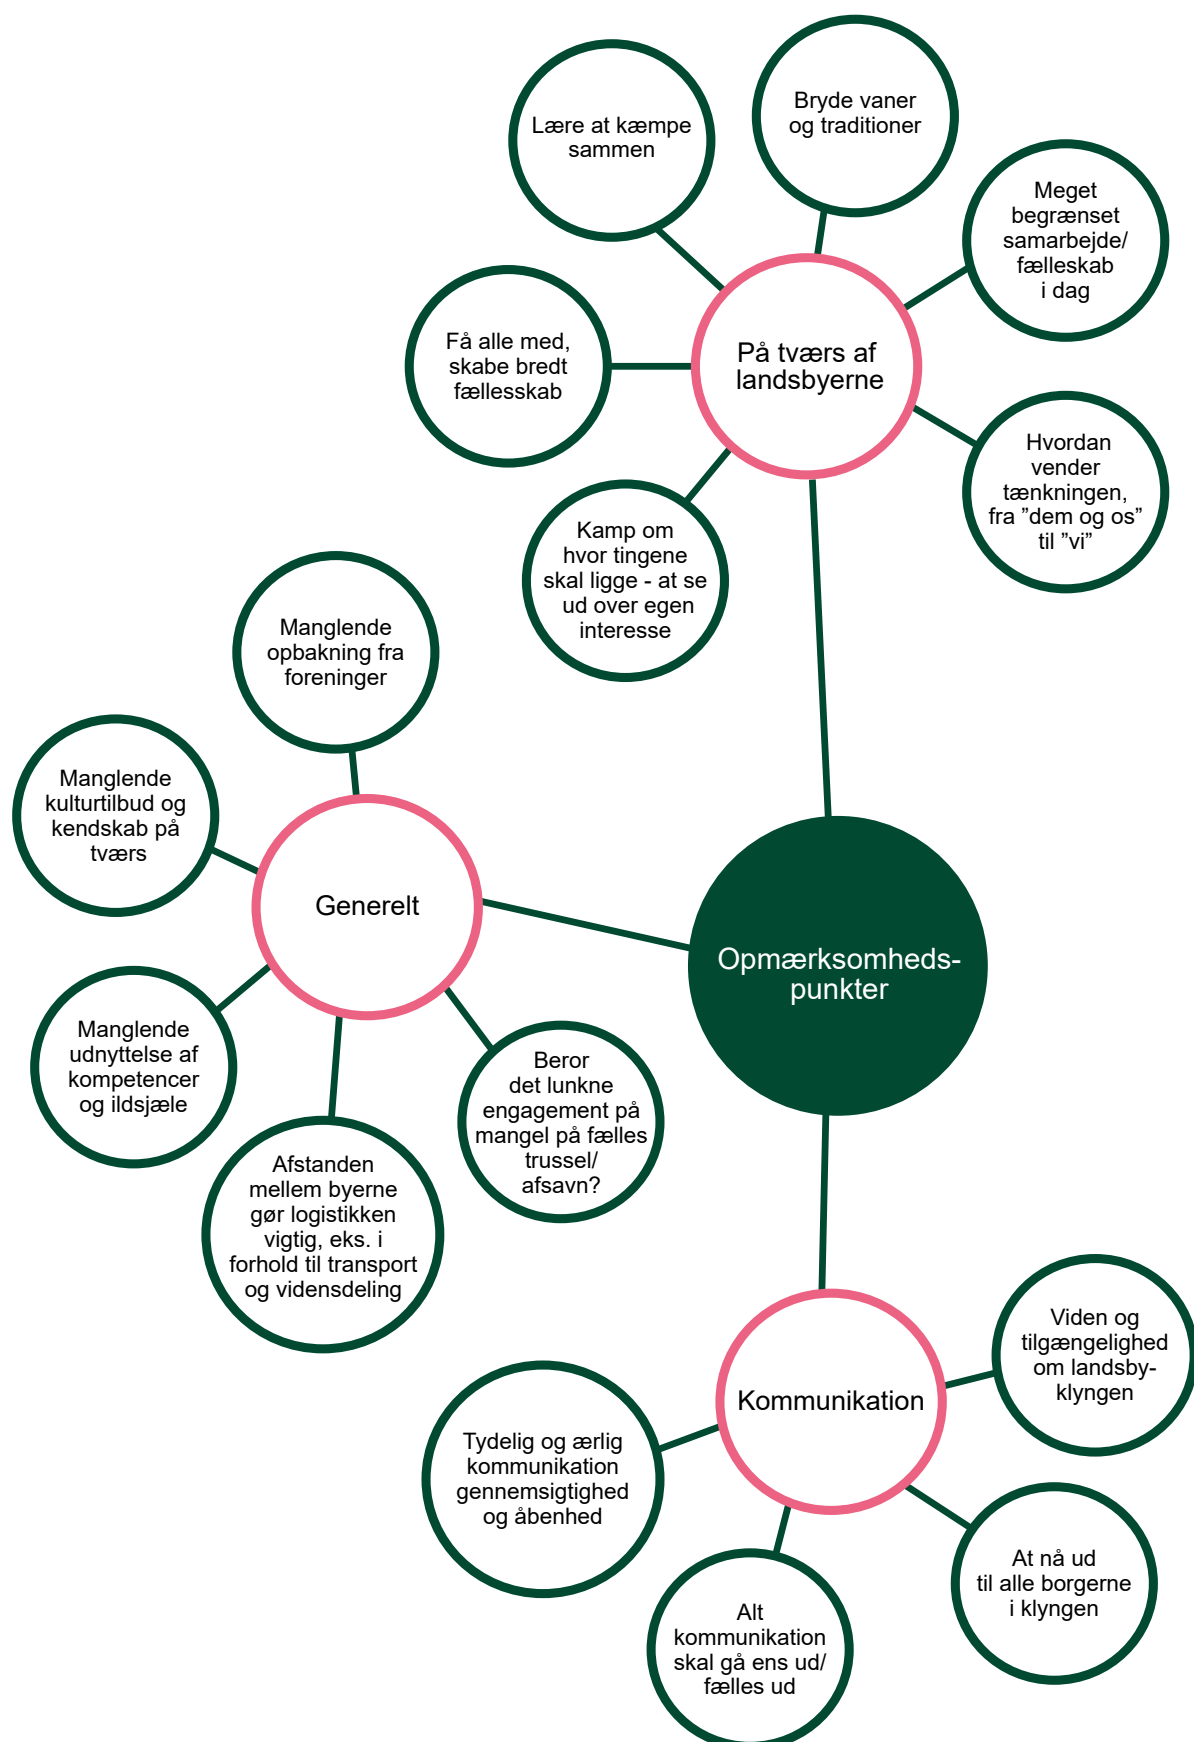 Bryde vaner
og traditioner
Lære at kæmpe
sammen
Meget
begrænset
samarbejde/
fælleskab
i dag
På tværs af
landsbyerne
Få alle med,
skabe bredt
fællesskab
Hvordan
vender
tænkningen,
fra ”dem og os”
til ”vi”
Kamp om
hvor tingene
skal ligge - at se
ud over egen
interesse
Manglende
opbakning fra
foreninger
Manglende
kulturtilbud og
kendskab på
tværs
Generelt
Opmærksomheds-
punkter
Manglende
udnyttelse af
kompetencer
og ildsjæle
Beror
det lunkne
engagement på
mangel på fælles
trussel/
afsavn?
Afstanden
mellem byerne
gør logistikken
vigtig, eks. i
forhold til transport
og vidensdeling
Viden og
tilgængelighed
om landsby-
klyngen
Kommunikation
Tydelig og ærlig
kommunikation
gennemsigtighed
og åbenhed
At nå ud
til alle borgerne
i klyngen
Alt
kommunikation
skal gå ens ud/
fælles ud